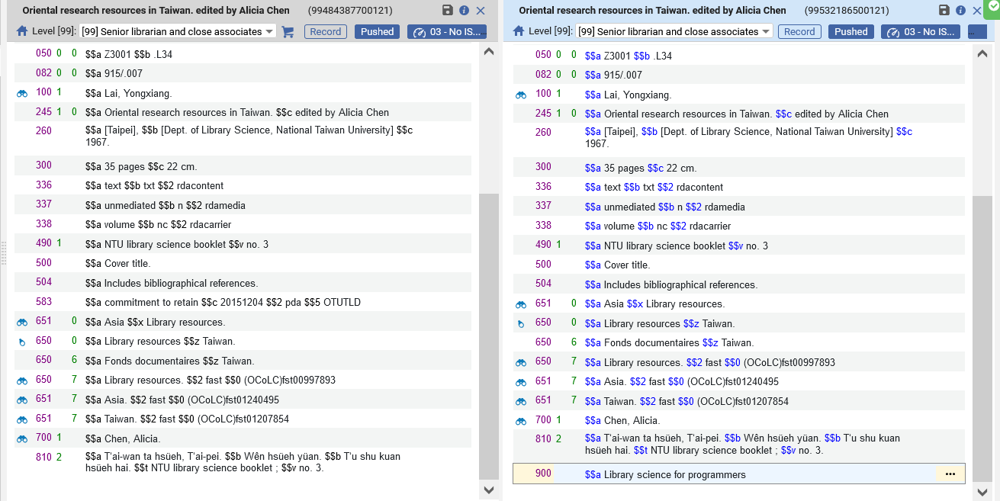 Oriental research resources in Taiwan. edited by Alicia Chen (99484387700121)
Level [99]: [99] Senior librarian and close associates Record Pushed 03 - No IS...…
050 0 0 $$a Z3001 $$b .L34
082 0 0 $$a 915/.007
100 1 $$a Lai, Yongxiang.
245 1 0 $$a Oriental research resources in Taiwan. $$c edited by Alicia Chen
260 $$a [Taipei], $$b [Dept. of Library Science, National Taiwan University] $$c
1967.
300 $$a 35 pages $$c 22 cm.
336 $$a text $$b txt $$2 rdacontent
337 $$a unmediated $$b n $$2 rdamedia
338 $$a volume $$b nc $$2 rdacarrier
490 1 $$a NTU library science booklet $$v no. 3
500 $$a Cover title.
504 $$a Includes bibliographical references.
583 $$a commitment to retain $$c 20151204 $$2 pda $$5 OTUTLD
651 0 $$a Asia $$x Library resources.
650 0 $$a Library resources $$z Taiwan.
650 6 $$a Fonds documentaires $$z Taiwan.
650 7 $$a Library resources. $$2 fast $$0 (OCoLC)fst00997893
651 7 $$a Asia. $$2 fast $$0 (OCoLC)fst01240495
651 7 $$a Taiwan. $$2 fast $$0 (OCoLC)fst01207854
700 1 $$a Chen, Alicia.
810 2 $$a Tʻai-wan ta hsüeh, Tʻai-pei. $$b Wên hsüeh yüan. $$b Tʻu shu kuan
hsüeh hai. $$t NTU library science booklet ; $$v no. 3.
Oriental research resources in Taiwan. edited by Alicia Chen (99532186500121)
Level [99]: [99] Senior librarian and close associates Record Pushed 03 - No IS... ...
050 0 0 $$a Z3001 $$b .L34
082 0 0 $$a 915/.007
100 1 $$a Lai, Yongxiang.
245 1 0 $$a Oriental research resources in Taiwan. $$c edited by Alicia Chen
260 $$a [Taipei], $$b [Dept. of Library Science, National Taiwan University] $$c
1967.
300 $$a 35 pages $$c 22 cm.
336 $$a text $$b txt $$2 rdacontent
337 $$a unmediated $$b n $$2 rdamedia
338 $$a volume $$b nc $$2 rdacarrier
490 1 $$a NTU library science booklet $$v no. 3
500 $$a Cover title.
504 $$a Includes bibliographical references.
651 0 $$a Asia $$x Library resources.
650 0 $$a Library resources $$z Taiwan.
650 6 $$a Fonds documentaires $$z Taiwan.
650 7 $$a Library resources. $$2 fast $$0 (OCoLC)fst00997893
651 7 $$a Asia. $$2 fast $$0 (OCoLC)fst01240495
651 7 $$a Taiwan. $$2 fast $$0 (OCoLC)fst01207854
700 1 $$a Chen, Alicia.
810 2 $$a Tʻai-wan ta hsüeh, Tʻai-pei. $$b Wên hsüeh yüan. $$b Tʻu shu kuan
hsüeh hai. $$t NTU library science booklet ; $$v no. 3.
900 $$a Library science for programmers